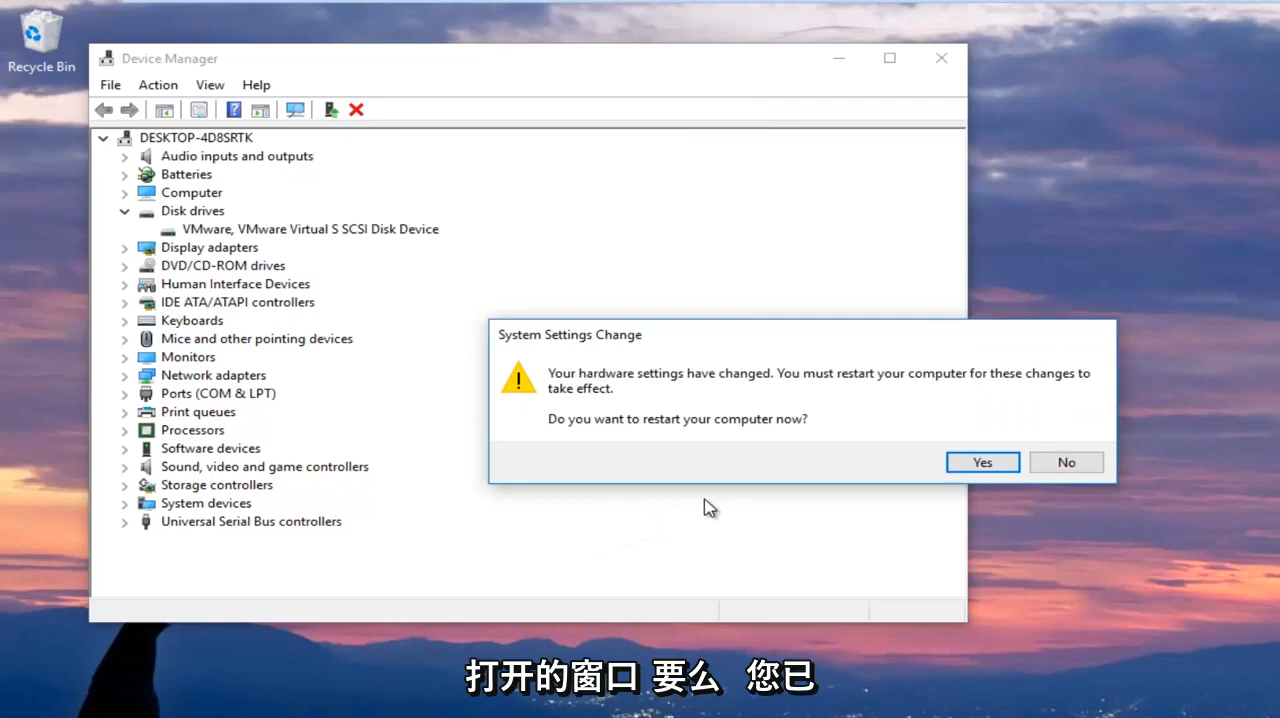 Recycle Bin
Device Manager
File Action View Help
DESKTOP-4D8SRTK
Audio inputs and outputs
Batteries
Computer
Disk drives
VMware, VMware Virtual S SCSI Disk Device
Display adapters
DVD/CD-ROM drives
Human Interface Devices
IDE ATA/ATAPI controllers
Keyboards
Mice and other pointing devices
Monitors
Network adapters
Ports (COM & LPT)
Print queues
Processors
Software devices
Sound, video and game controllers
Storage controllers
System devices
Universal Serial Bus controllers
System Settings Change
Your hardware settings have changed. You must restart your computer for these changes to
take effect.
Do you want to restart your computer now?
Yes No
打开的窗口 要么 您已